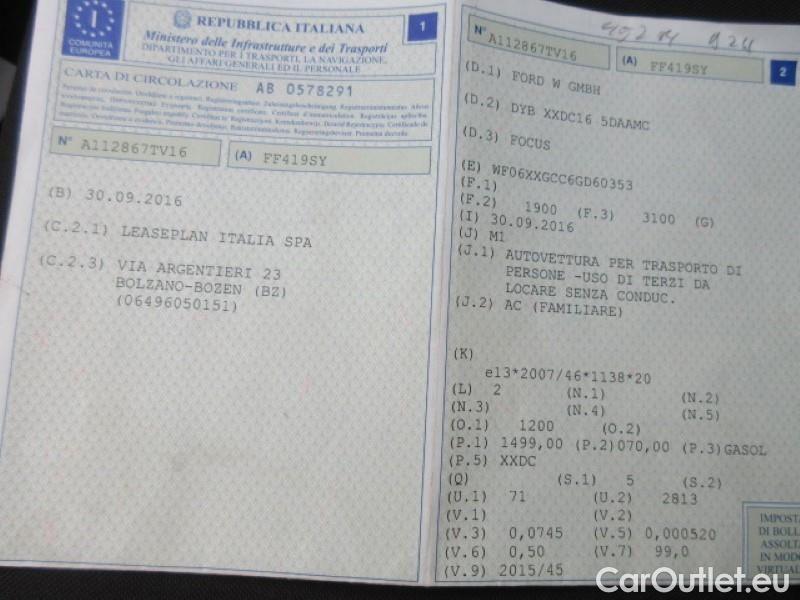 I
COMUNITÀ
EUROPEA
REPUBBLICA ITALIANA
1
Ministero delle Infrastrutture e dei Trasporti
DIPARTIMENTO PER I TRASPORTI, LA NAVIGAZIONE,
GLI AFFARI GENERALI ED IL PERSONALE
CARTA DI CIRCOLAZIONE AB 0578291
N° A112867TV16 (A) FF419SY
(B) 30.09.2016
(C.2.1) LEASEPLAN ITALIA SPA
(C.2.3) VIA ARGENTIERI 23
BOLZANO-BOZEN (BZ)
(06496050151)
N° A112867TV16 (A) FF419SY
2
(D.1) FORD W GMBH
(D.2) DYB XXDC16 5DAAMC
(D.3) FOCUS
(E) WF06XXGCC6GD60353
(F.1)
(F.2) 1900 (F.3) 3100 (G)
(I) 30.09.2016
(J) M1
(J.1) AUTOVETTURA PER TRASPORTO DI
PERSONE -USO DI TERZI DA
LOCARE SENZA CONDUC.
(J.2) AC (FAMILIARE)
(K)
e13*2007/46*1138*20
(L) 2 (N.1) (N.2)
(N.3) (N.4) (N.5)
(O.1) 1200 (O.2)
(P.1) 1499,00 (P.2)070,00 (P.3)GASOL
(P.5) XXDC
(Q) (S.1) 5 (S.2)
(U.1) 71 (U.2) 2813
(V.1) (V.2)
(V.3) 0,0745 (V.5) 0,000520
(V.6) 0,50 (V.7) 99,0
(V.9) 2015/45
IMPOSTA
DI BOLL
ASSOLTA
IN MODO
VIRTUAL
CarOutlet.eu